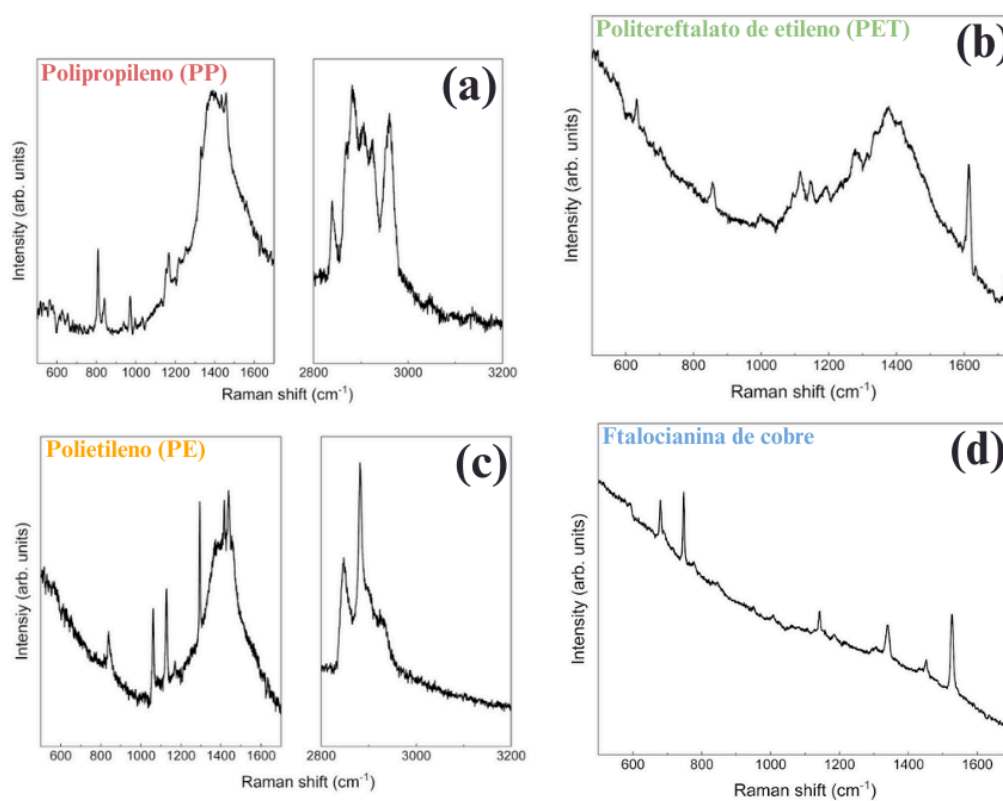 Polipropileno (PP)
(a)
Intensity (arb. units)
600 800 1000 1200 1400 1600
2800 3000 3200
Raman shift (cm⁻¹)
Politereftalato de etileno (PET)
(b)
Intensity (arb. units)
600 800 1000 1200 1400 1600
Raman shift (cm⁻¹)
Polietileno (PE)
(c)
Intensiy (arb. units)
600 800 1000 1200 1400 1600
2800 3000 3200
Raman shift (cm⁻¹)
Ftalocianina de cobre
(d)
Intensity (arb. units)
600 800 1000 1200 1400 1600
Raman shift (cm⁻¹)